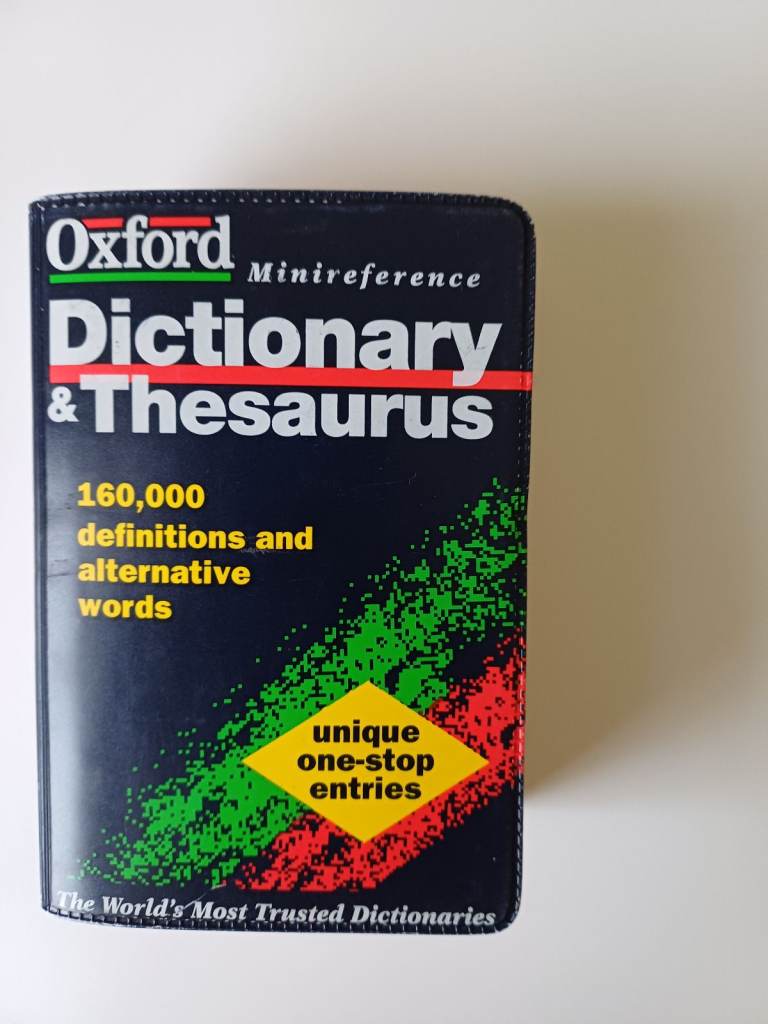 Oxford
Minireference
Dictionary
& Thesaurus
160,000
definitions and
alternative
words
unique
one-stop
entries
The World's Most Trusted Dictionaries